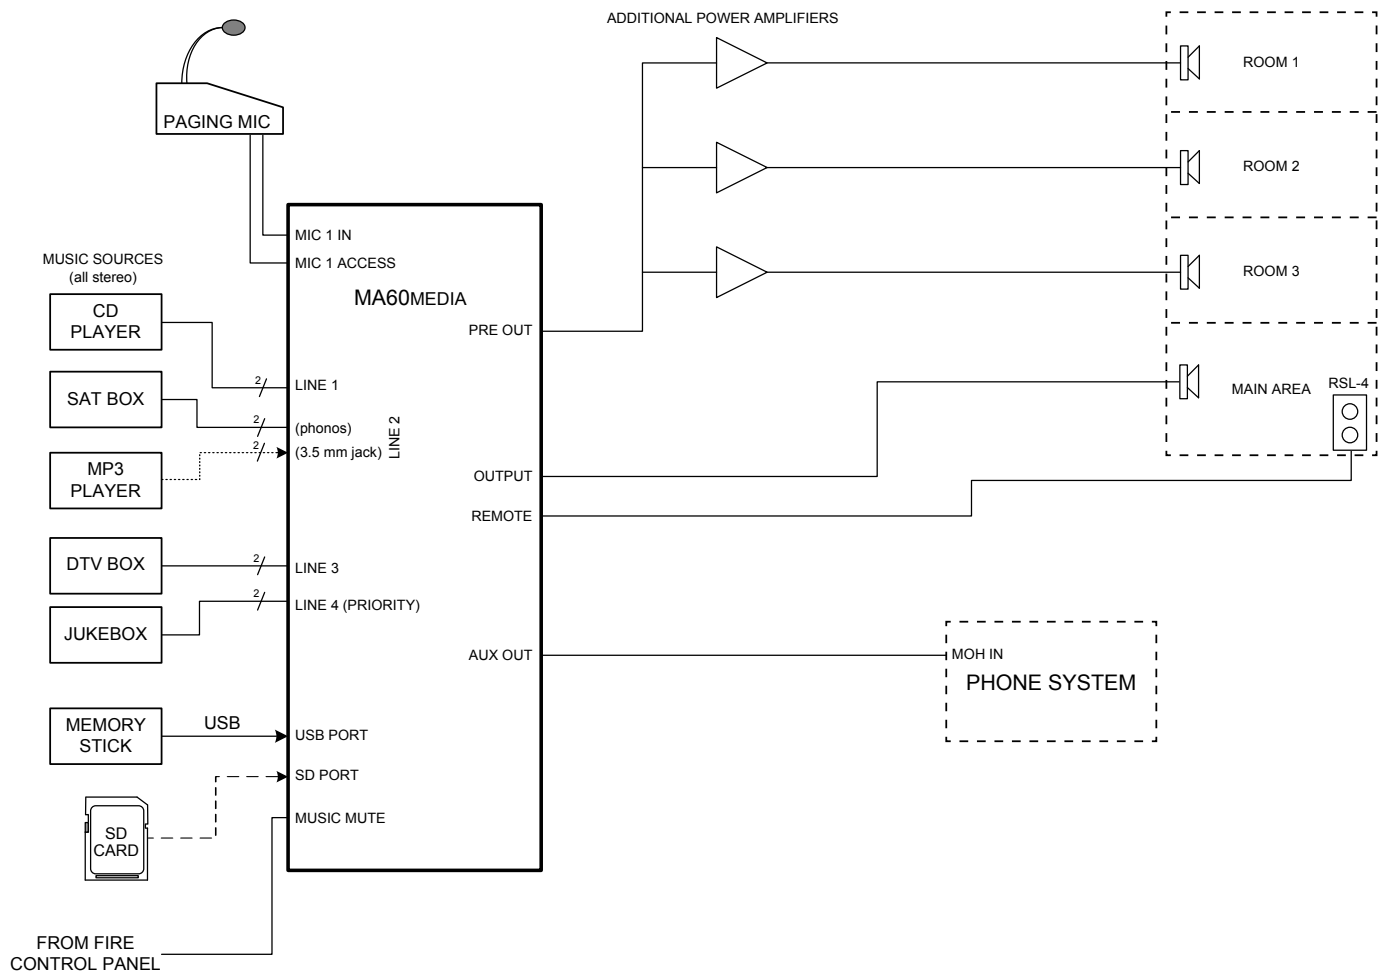 ADDITIONAL POWER AMPLIFIERS
ROOM 1
PAGING MIC
ROOM 2
MIC 1 IN
MIC 1 ACCESS
MUSIC SOURCES
(all stereo)
ROOM 3
MA60MEDIA
CD
PLAYER
PRE OUT
2
LINE 1
MAIN AREA
RSL-4
SAT BOX
2
(phonos)
LINE 2
2
(3.5 mm jack)
MP3
PLAYER
OUTPUT
REMOTE
DTV BOX
2
LINE 3
2
LINE 4 (PRIORITY)
JUKEBOX
AUX OUT
MOH IN
PHONE SYSTEM
MEMORY
STICK
USB
USB PORT
SD PORT
MUSIC MUTE
SD
CARD
FROM FIRE
CONTROL PANEL